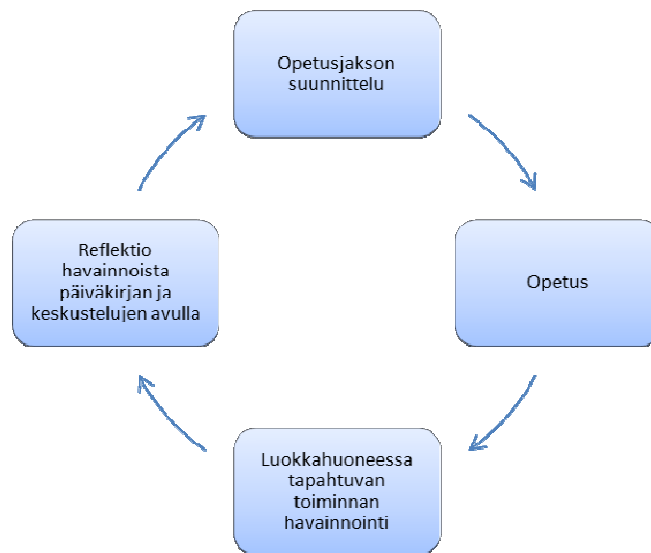 Opetusjakson
suunnittelu
Opetus
Luokkahuoneessa
tapahtuvan
toiminnan
havainnointi
Reflektio
havainnoista
päiväkirjan ja
keskustelujen avulla